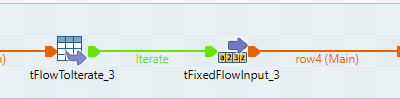 ) Iterate row4 (Main)
tFlowToIterate_3 tFixedFlowInput_3